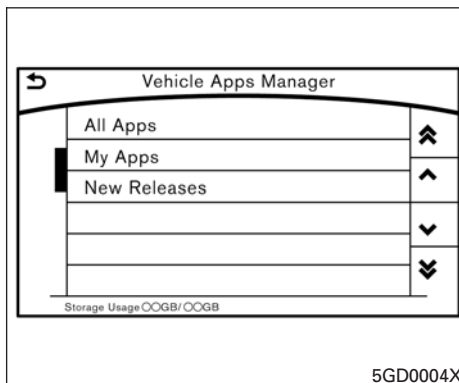 Vehicle Apps Manager
All Apps
My Apps
New Releases
Storage Usage○○GB/○○GB
5GD0004X